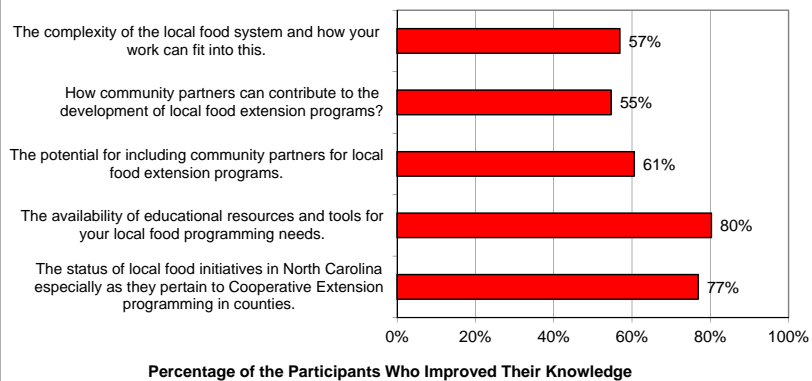 The complexity of the local food system and how your
work can fit into this.
57%
How community partners can contribute to the
development of local food extension programs?
55%
The potential for including community partners for local
food extension programs.
61%
The availability of educational resources and tools for
your local food programming needs.
80%
The status of local food initiatives in North Carolina
especially as they pertain to Cooperative Extension
programming in counties.
77%
0% 20% 40% 60% 80% 100%
Percentage of the Participants Who Improved Their Knowledge